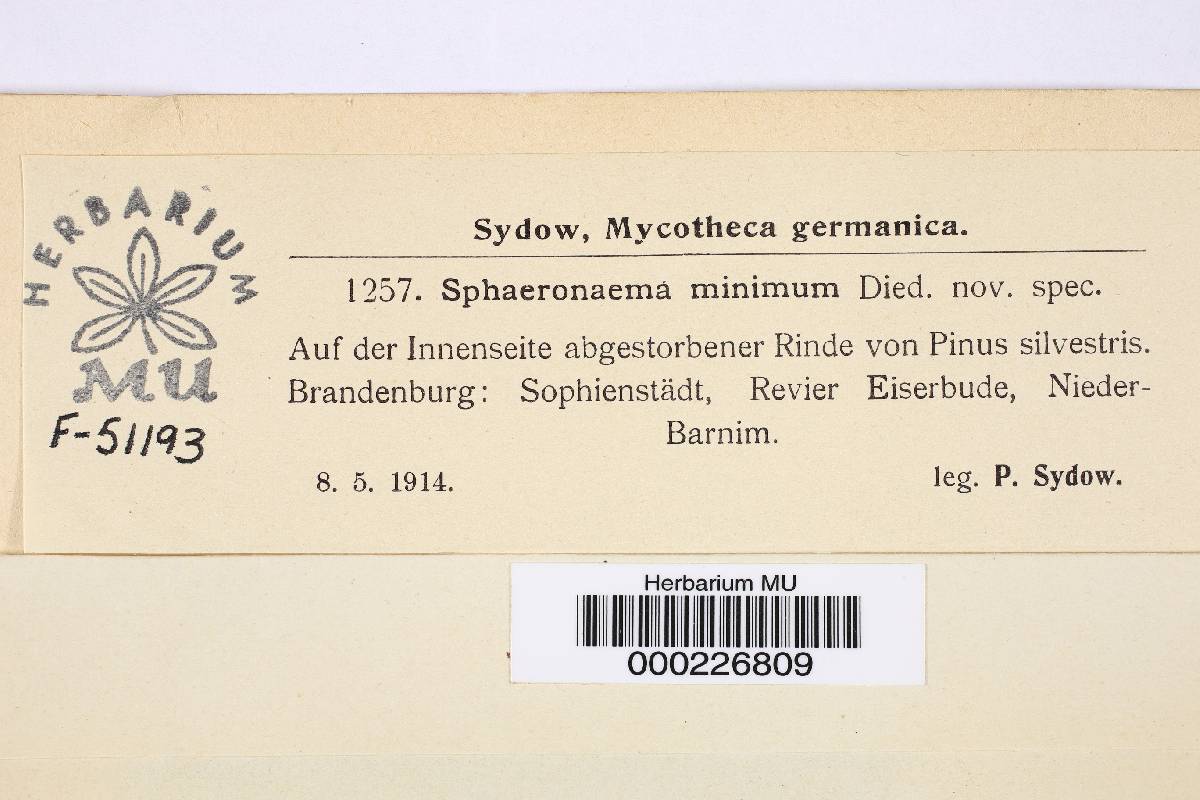 HERBARIUM
MU
F-51193
Sydow, Mycotheca germanica.
1257. Sphaeronaema minimum Died. nov. spec.
Auf der Innenseite abgestorbener Rinde von Pinus silvestris.
Brandenburg: Sophienstädt, Revier Eiserbude, Nieder-
Barnim.
8. 5. 1914.
leg. P. Sydow.
Herbarium MU
000226809